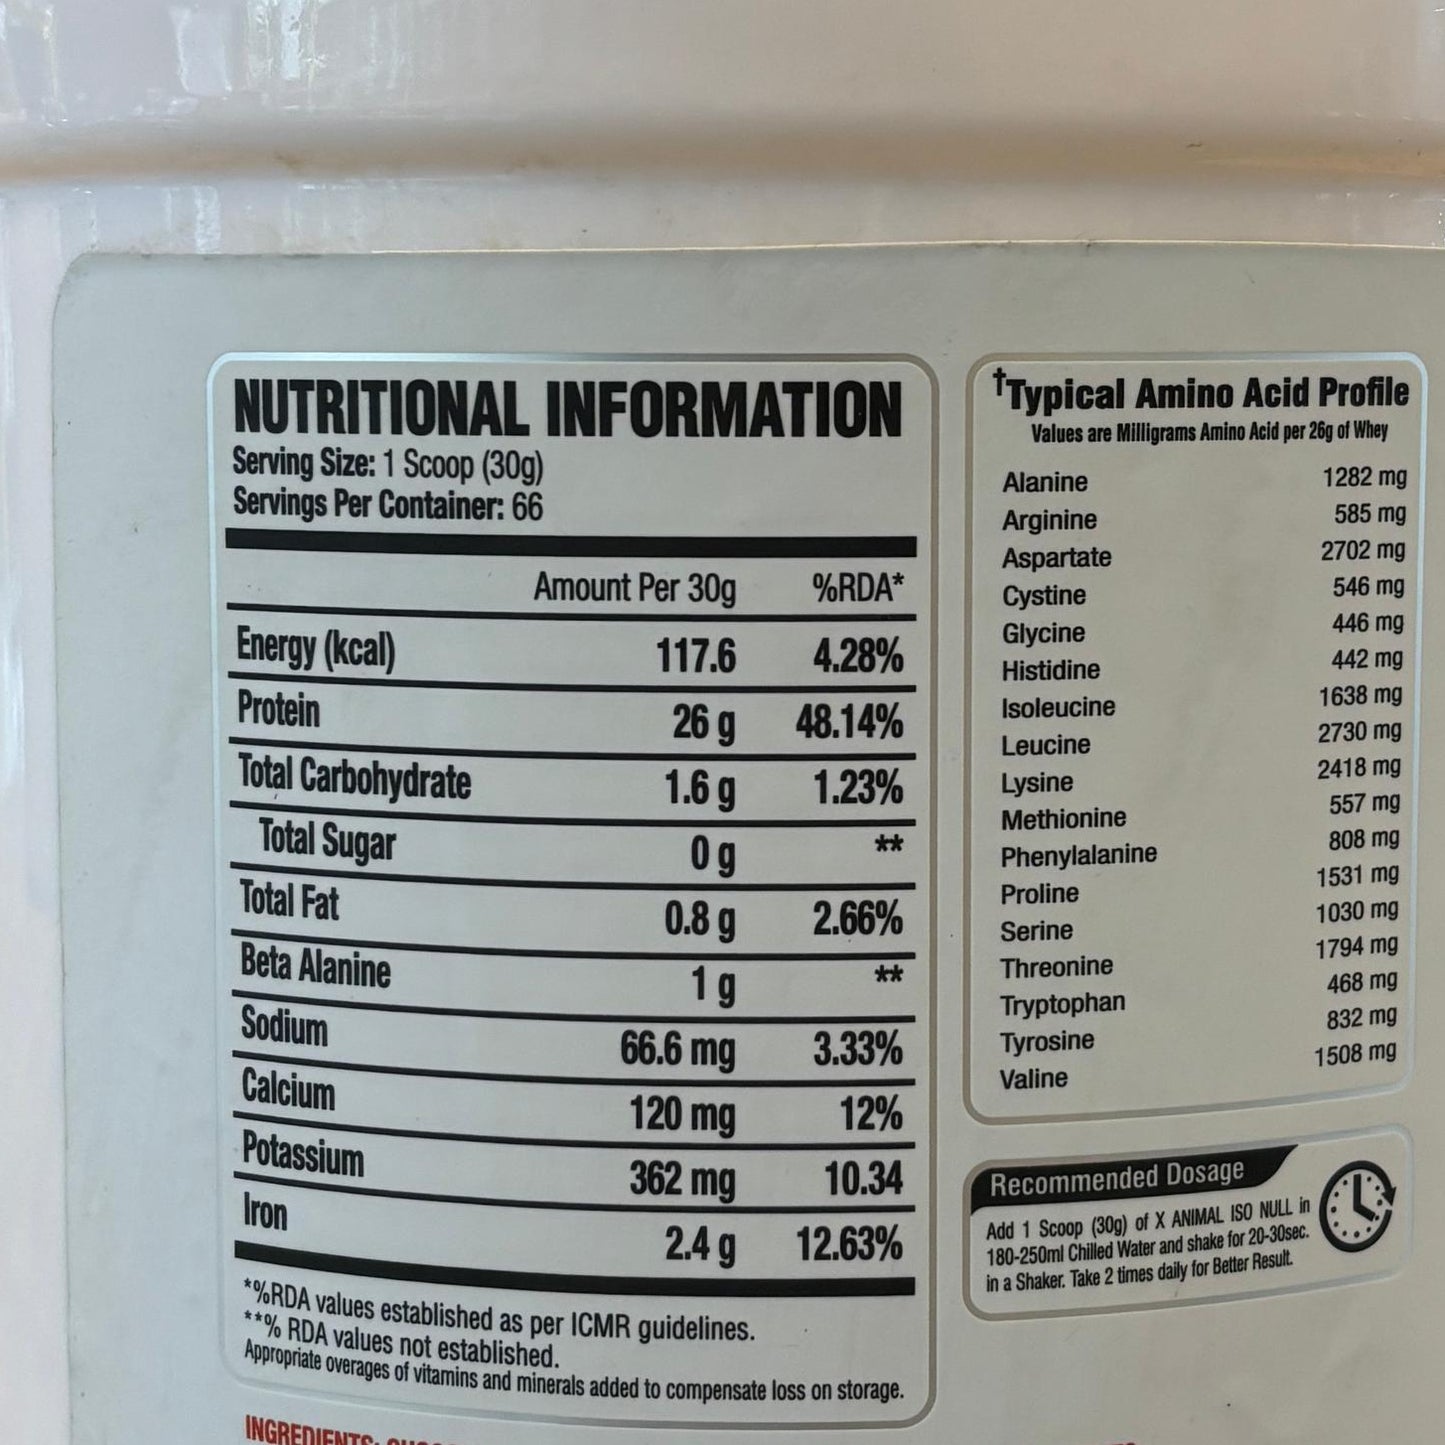 NUTRITIONAL INFORMATION
Serving Size: 1 Scoop (30g)
Servings Per Container: 66
Amount Per 30g %RDA*
Energy (kcal) 117.6 4.28%
Protein 26 g 48.14%
Total Carbohydrate 1.6 g 1.23%
Total Sugar 0 g **
Total Fat 0.8 g 2.66%
Beta Alanine 1 g **
Sodium 66.6 mg 3.33%
Calcium 120 mg 12%
Potassium 362 mg 10.34
Iron 2.4 g 12.63%
*%RDA values established as per ICMR guidelines.
**% RDA values not established.
Appropriate overages of vitamins and minerals added to compensate loss on storage.
INGREDIENTS:
†Typical Amino Acid Profile
Values are Milligrams Amino Acid per 26g of Whey
Alanine 1282 mg
Arginine 585 mg
Aspartate 2702 mg
Cystine 546 mg
Glycine 446 mg
Histidine 442 mg
Isoleucine 1638 mg
Leucine 2730 mg
Lysine 2418 mg
Methionine 557 mg
Phenylalanine 808 mg
Proline 1531 mg
Serine 1030 mg
Threonine 1794 mg
Tryptophan 468 mg
Tyrosine 832 mg
Valine 1508 mg
Recommended Dosage
Add 1 Scoop (30g) of X ANIMAL ISO NULL in
180-250ml Chilled Water and shake for 20-30sec.
in a Shaker. Take 2 times daily for Better Result.